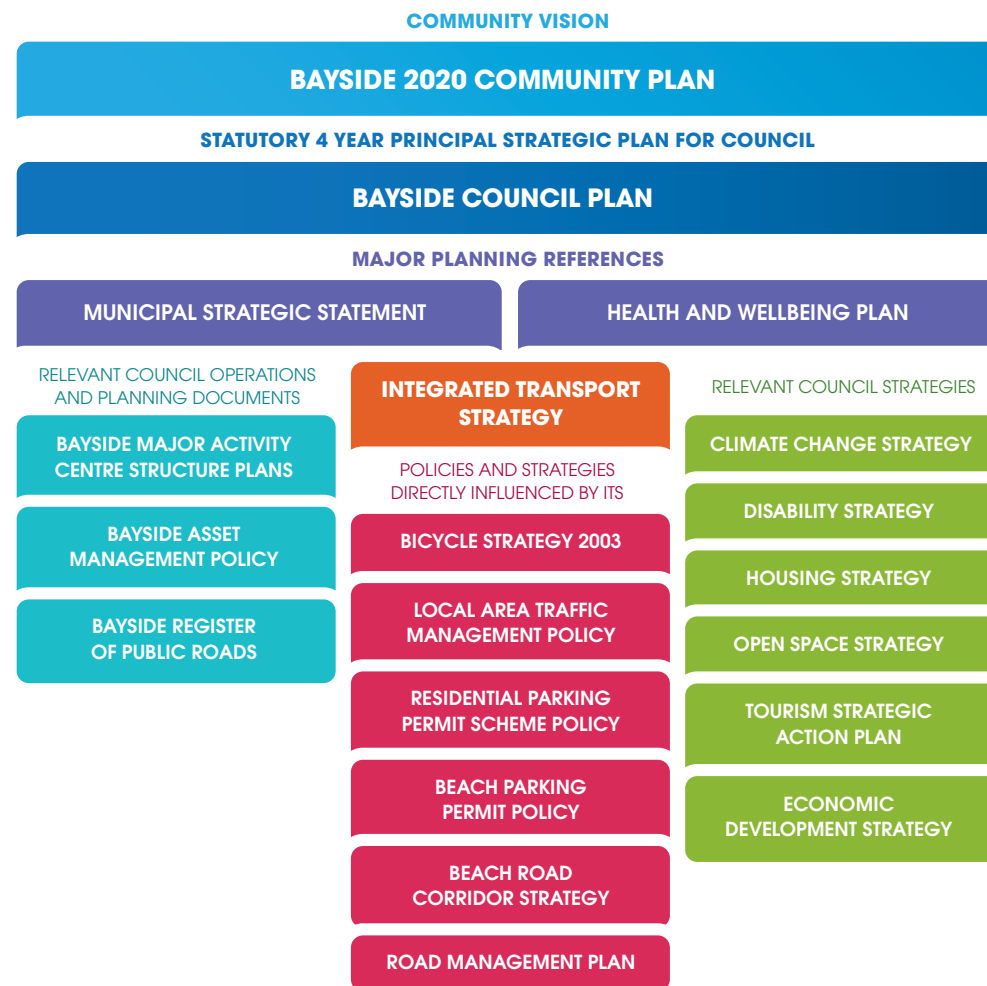 COMMUNITY VISION
BAYSIDE 2020 COMMUNITY PLAN
STATUTORY 4 YEAR PRINCIPAL STRATEGIC PLAN FOR COUNCIL
BAYSIDE COUNCIL PLAN
MAJOR PLANNING REFERENCES
MUNICIPAL STRATEGIC STATEMENT
HEALTH AND WELLBEING PLAN
RELEVANT COUNCIL OPERATIONS
AND PLANNING DOCUMENTS
BAYSIDE MAJOR ACTIVITY
CENTRE STRUCTURE PLANS
BAYSIDE ASSET
MANAGEMENT POLICY
BAYSIDE REGISTER
OF PUBLIC ROADS
INTEGRATED TRANSPORT
STRATEGY
POLICIES AND STRATEGIES
DIRECTLY INFLUENCED BY ITS
BICYCLE STRATEGY 2003
LOCAL AREA TRAFFIC
MANAGEMENT POLICY
RESIDENTIAL PARKING
PERMIT SCHEME POLICY
BEACH PARKING
PERMIT POLICY
BEACH ROAD
CORRIDOR STRATEGY
ROAD MANAGEMENT PLAN
RELEVANT COUNCIL STRATEGIES
CLIMATE CHANGE STRATEGY
DISABILITY STRATEGY
HOUSING STRATEGY
OPEN SPACE STRATEGY
TOURISM STRATEGIC
ACTION PLAN
ECONOMIC
DEVELOPMENT STRATEGY